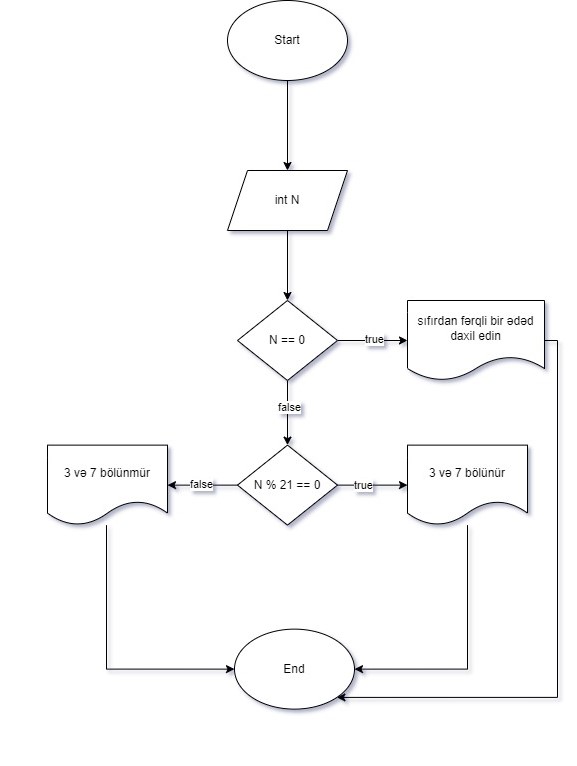 Start
int N
N == 0
true
sıfırdan fərqli bir ədəd
daxil edin
false
3 və 7 bölünmür
false
N % 21 == 0
true
3 və 7 bölünür
End